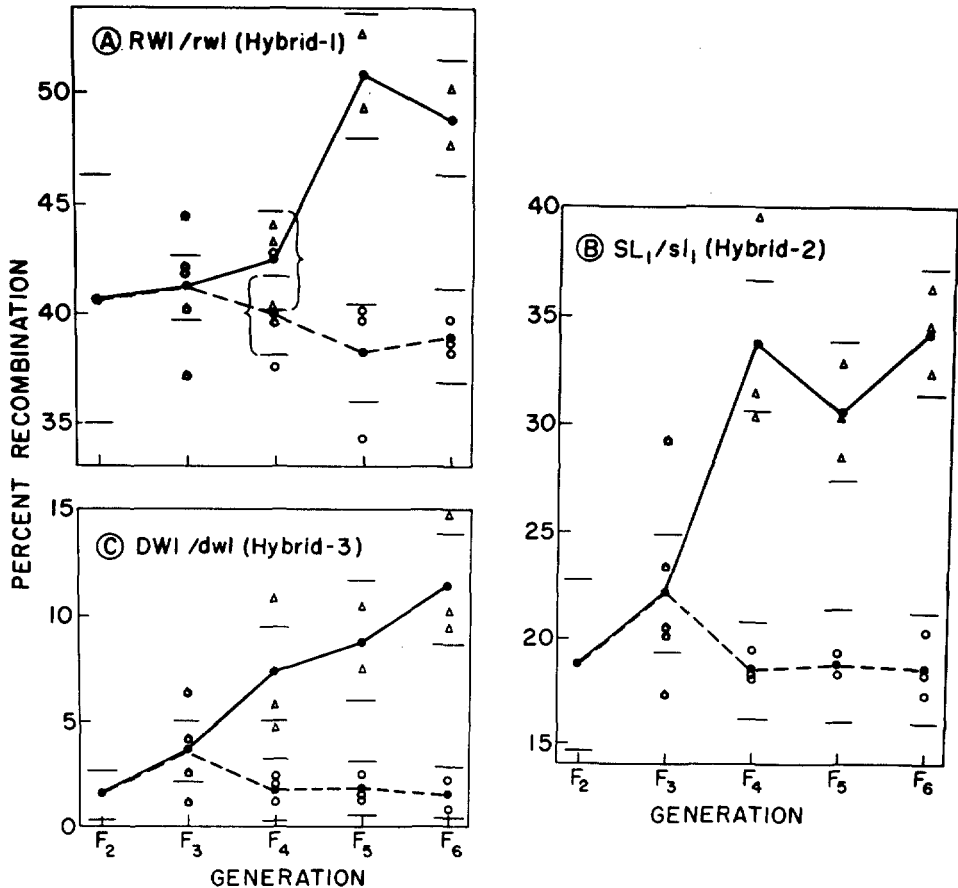 PERCENT RECOMBINATION
Ⓐ RWI/rwl (Hybrid-1)
50
45
40
35
Ⓒ DWI/dwl (Hybrid-3)
15
10
5
0
F₂ F₃ F₄ F₅ F₆
GENERATION
Ⓑ SL₁/sl₁ (Hybrid-2)
40
35
30
25
20
15
F₂ F₃ F₄ F₅ F₆
GENERATION